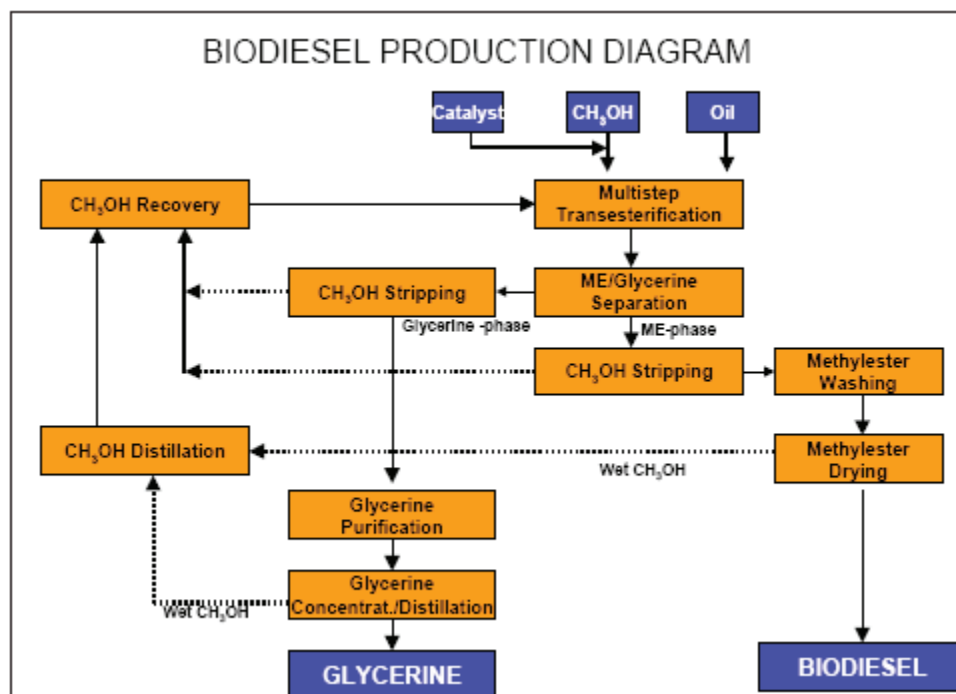 BIODIESEL PRODUCTION DIAGRAM
Catalyst
CH₃OH
Oil
CH₃OH Recovery
Multistep
Transesterification
CH₃OH Stripping
ME/Glycerine
Separation
Glycerine -phase
ME-phase
CH₃OH Stripping
Methylester
Washing
CH₃OH Distillation
Methylester
Drying
Wet CH₃OH
Glycerine
Purification
Glycerine
Concentrat./Distillation
Wet CH₃OH
GLYCERINE
BIODIESEL